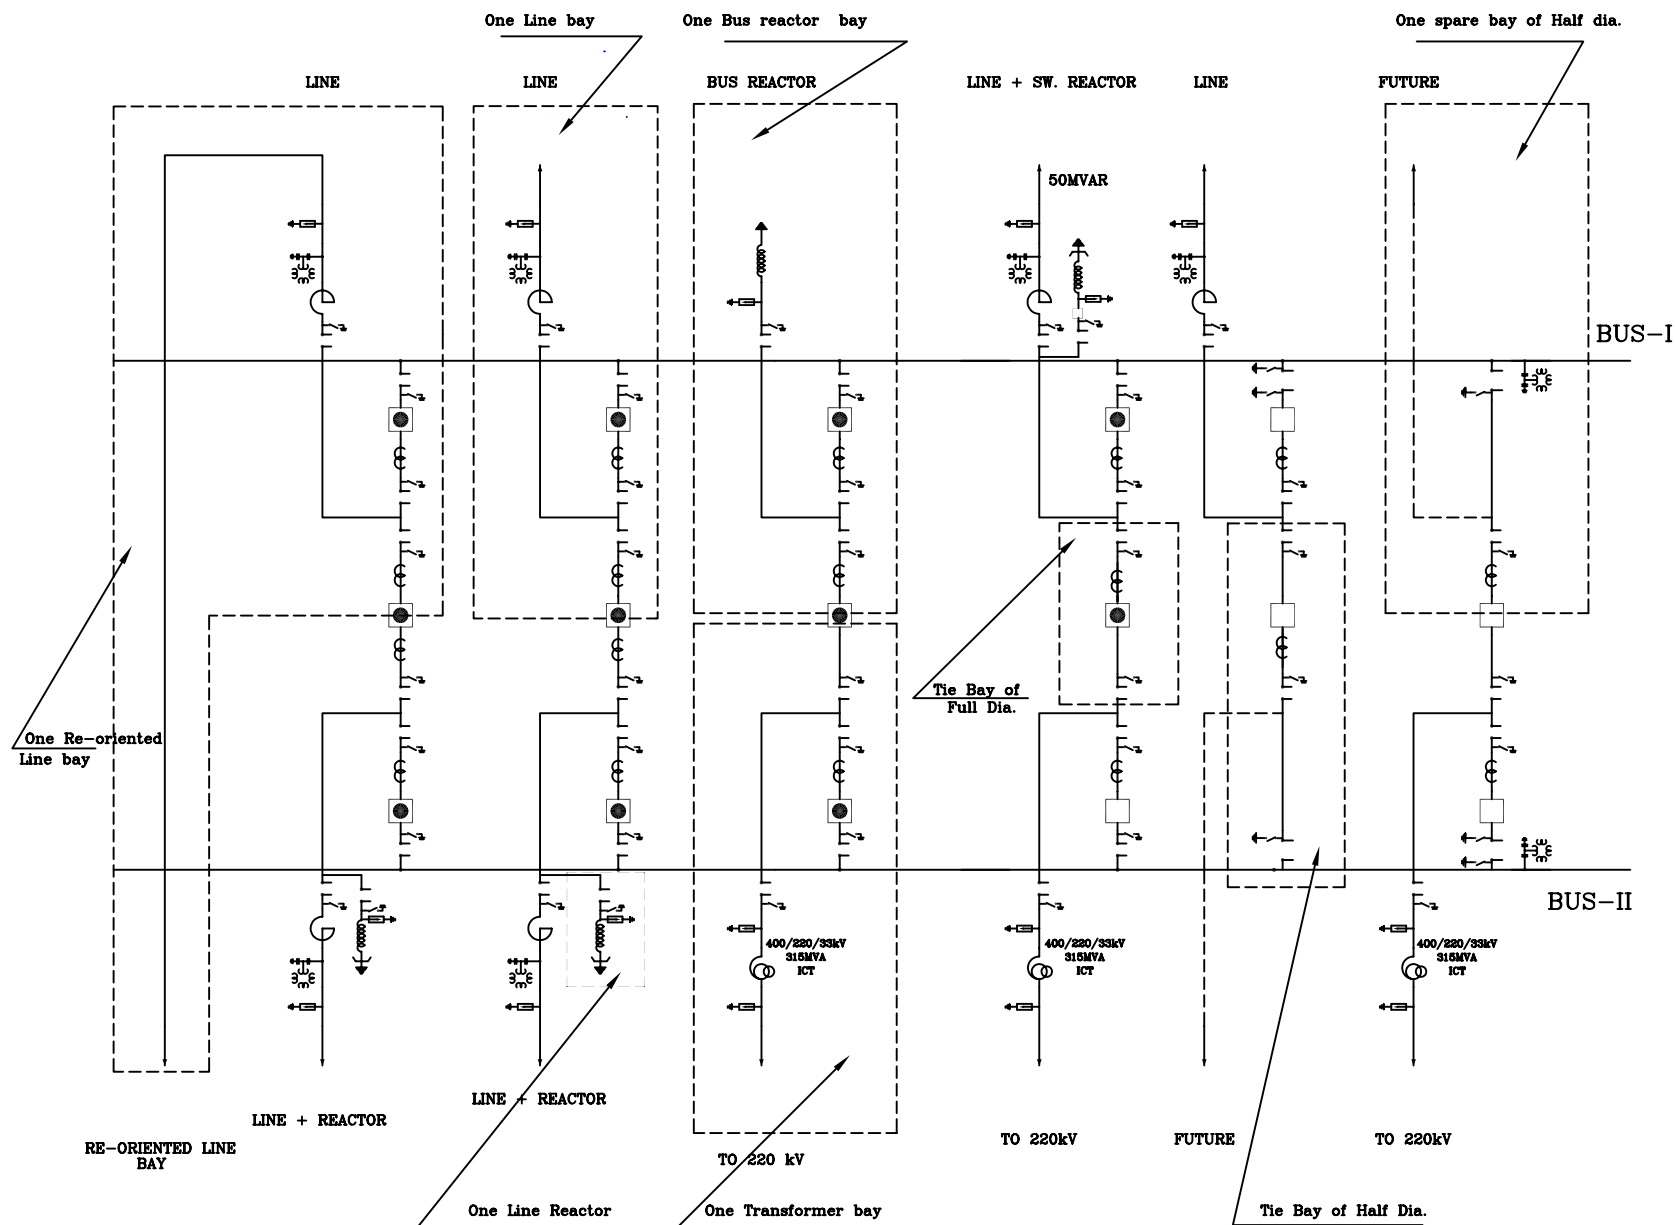 One Line bay
One Bus reactor bay
One spare bay of Half dia.
LINE
LINE
BUS REACTOR
LINE + SW. REACTOR
LINE
FUTURE
50MVAR
BUS-I
Tie Bay of
Full Dia.
One Re-oriented
Line bay
BUS-II
400/220/33kV
315MVA
ICT
400/220/33kV
315MVA
ICT
400/220/33kV
315MVA
ICT
LINE + REACTOR
LINE + REACTOR
RE-ORIENTED LINE
BAY
TO 220 kV
TO 220kV
FUTURE
TO 220kV
One Line Reactor
One Transformer bay
Tie Bay of Half Dia.